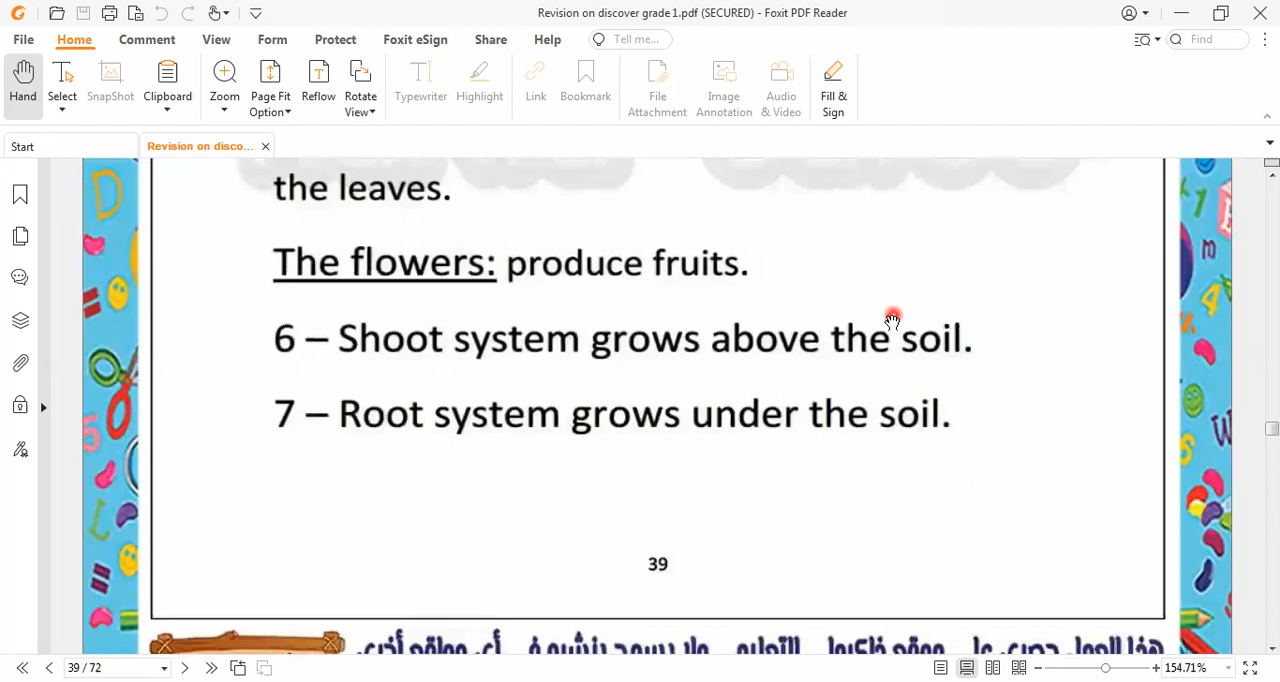 Revision on discover grade1.pdf (SECURED) - Foxit PDF Reader
File Home Comment View Form Protect Foxit eSign Share Help Tell me... Find
Hand Select SnapShot Clipboard Zoom Page Fit Option Reflow Rotate View Typewriter Highlight Link Bookmark File Attachment Image Annotation Audio & Video Fill & Sign
Start Revision on disco...
the leaves.
The flowers: produce fruits.
6 – Shoot system grows above the soil.
7 – Root system grows under the soil.
39
39 / 72 154.71%